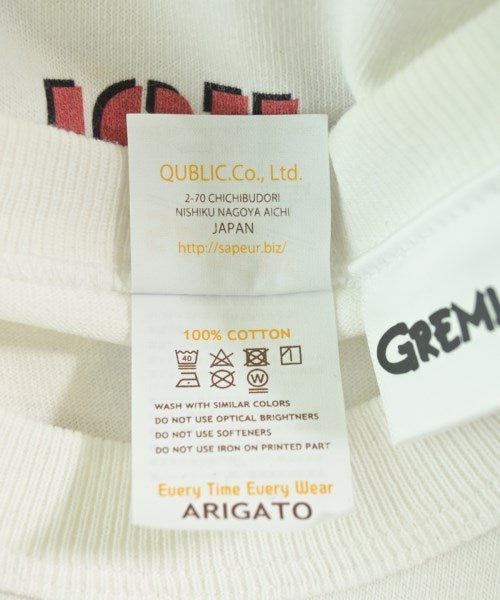 QUBLIC.Co., Ltd.
2-70 CHICHIBUDORI
NISHIKU NAGOYA AICHI
JAPAN
http://sapeur.biz/
100% COTTON
40
W
WASH WITH SIMILAR COLORS
DO NOT USE OPTICAL BRIGHTNERS
DO NOT USE SOFTENERS
DO NOT USE IRON ON PRINTED PART
Every Time Every Wear
ARIGATO